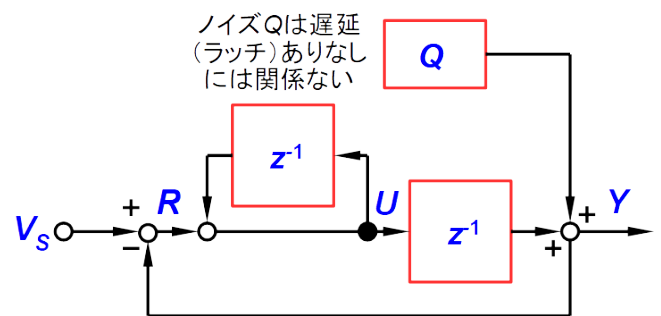 ノイズQは遅延
(ラッチ)ありなし
には関係ない
Q
z-1
+
R
U
+
Y
Vs
−
z-1
+